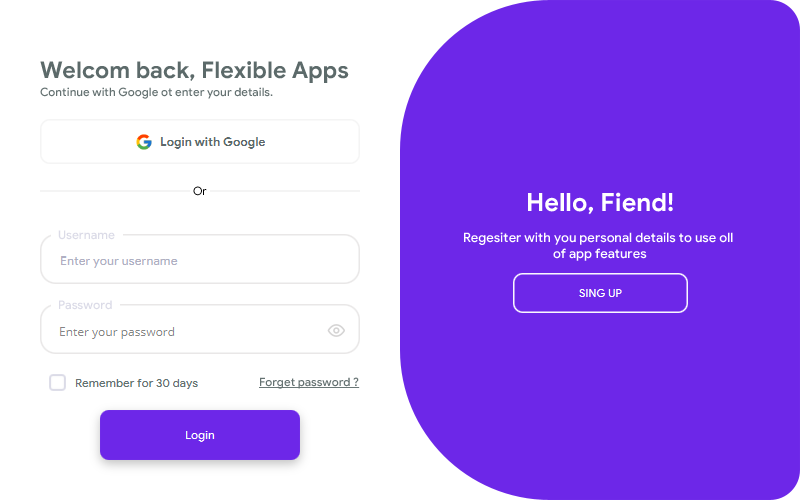 Welcom back, Flexible Apps
Continue with Google ot enter your details.
Login with Google
Or
Username
Enter your username
Password
Enter your password
Remember for 30 days
Forget password ?
Login
Hello, Fiend!
Regesiter with you personal details to use oll
of app features
SING UP